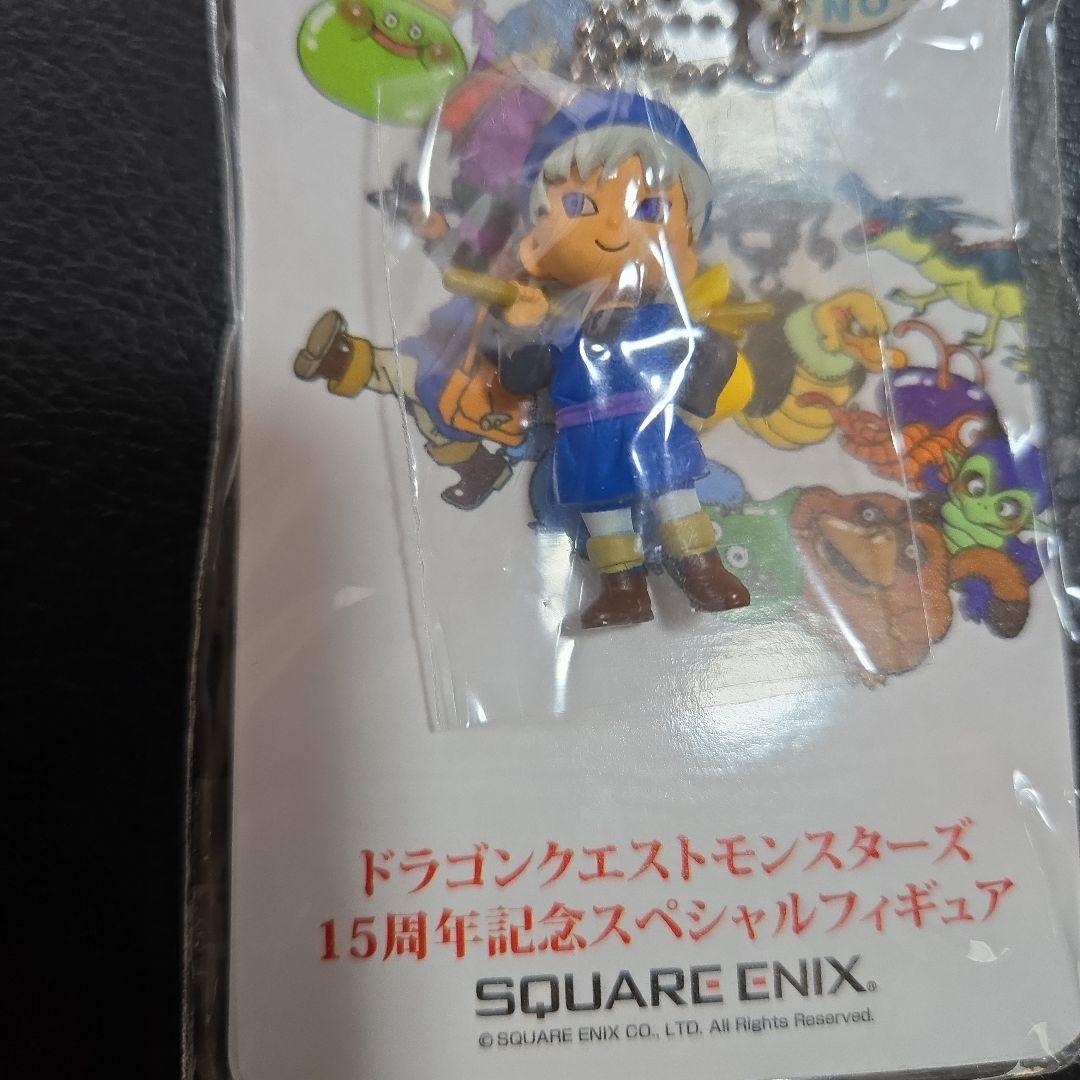 NO
ドラゴンクエストモンスターズ
15周年記念スペシャルフィギュア
SQUARE ENIX®
© SQUARE ENIX CO., LTD. All Rights Reserved.